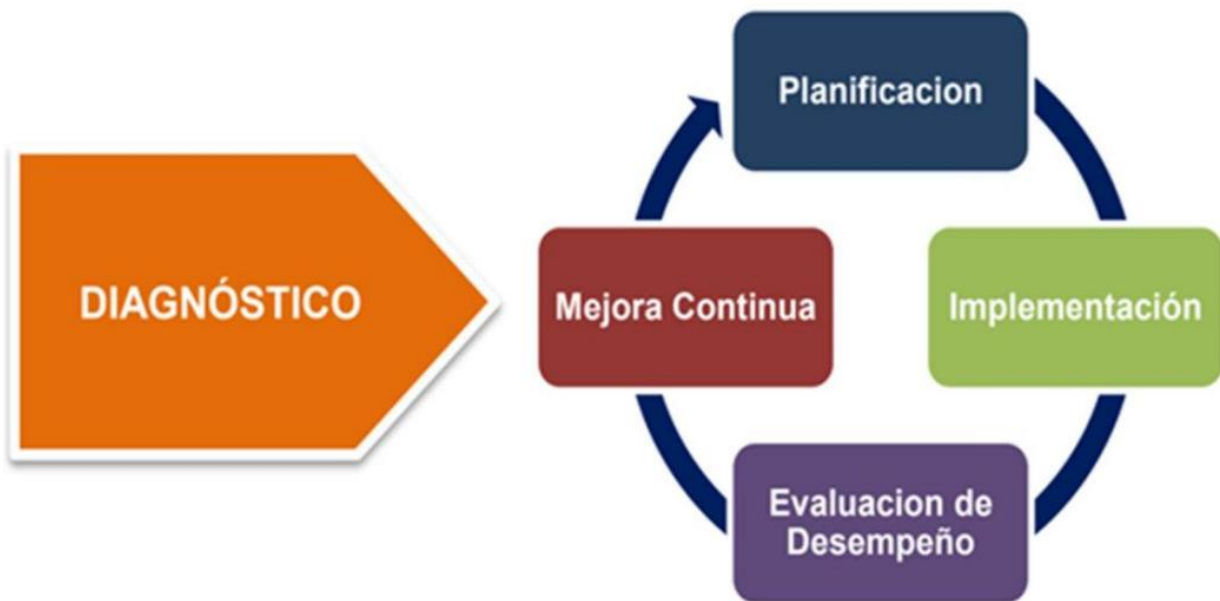 DIAGNÓSTICO
Planificacion
Implementación
Evaluacion de
Desempeño
Mejora Continua